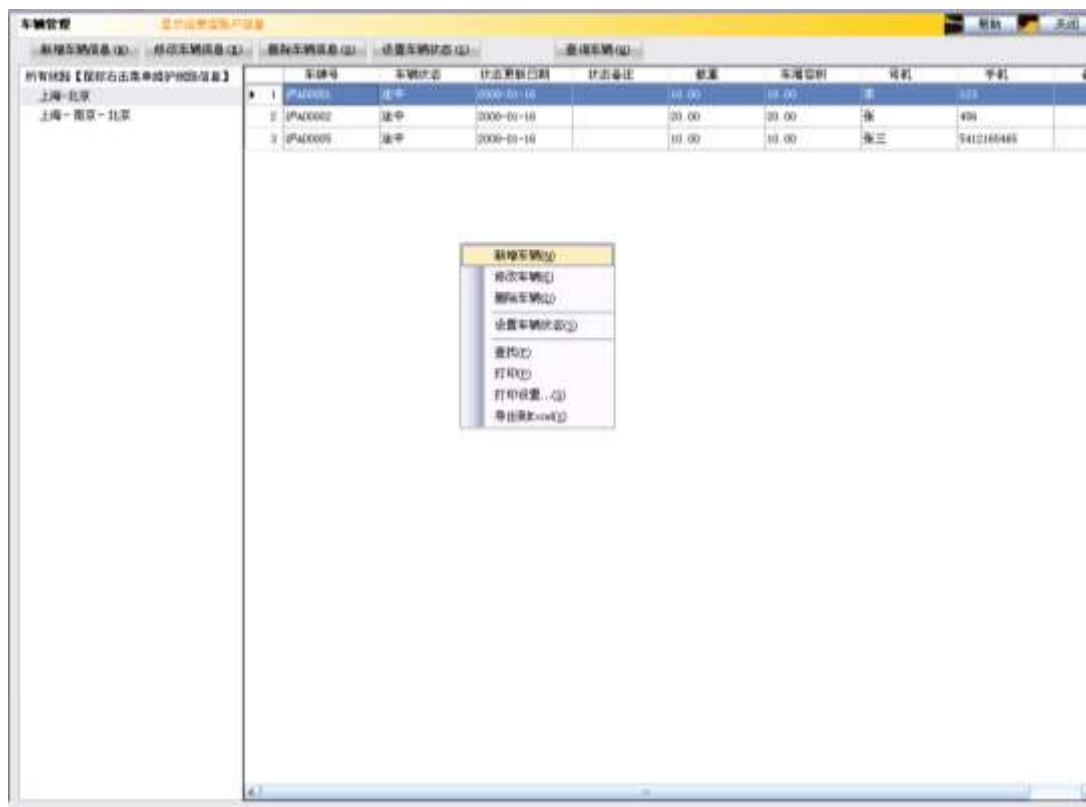 车辆管理
帮助 关闭
新增车辆信息(N) 修改车辆信息(E) 删除车辆信息(D) 设置车辆状态(S) 查询车辆(Q)
所有线路【鼠标右击菜单维护线路信息】
上海-北京
上海-南京-北京
车牌号 车辆状态 状态更新日期 状态备注 载重 车厢容积 司机 手机
1 沪A00001 途中 2008-01-16 10.00 10.00 李 123
2 沪A00002 途中 2008-01-16 20.00 20.00 张 456
3 沪A00005 途中 2008-01-16 10.00 10.00 张三 5412165465
新增车辆(N)
修改车辆(E)
删除车辆(D)
设置车辆状态(S)
查找(F)
打印(P)
打印设置...(S)
导出到Excel(X)